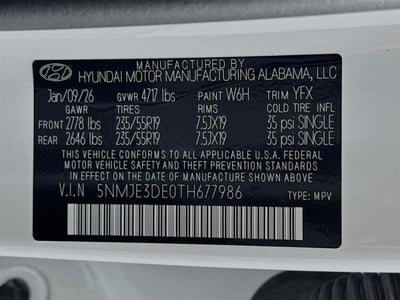 MANUFACTURED BY
HYUNDAI MOTOR MANUFACTURING ALABAMA, LLC
Jan/09/26 GVWR 4717 lbs PAINT W6H TRIM YFX
GAWR TIRES RIMS COLD TIRE INFL
FRONT 2778 lbs 235/55R19 7.5JX19 35 psi SINGLE
REAR 2646 lbs 235/55R19 7.5JX19 35 psi SINGLE
THIS VEHICLE CONFORMS TO ALL APPLICABLE U.S. FEDERAL MOTOR
VEHICLE SAFETY AND THEFT PREVENTION STANDARDS IN
EFFECT ON THE DATE OF MANUFACTURE SHOWN ABOVE.
V.I.N 5NMJE3DE0TH677986 TYPE: MPV